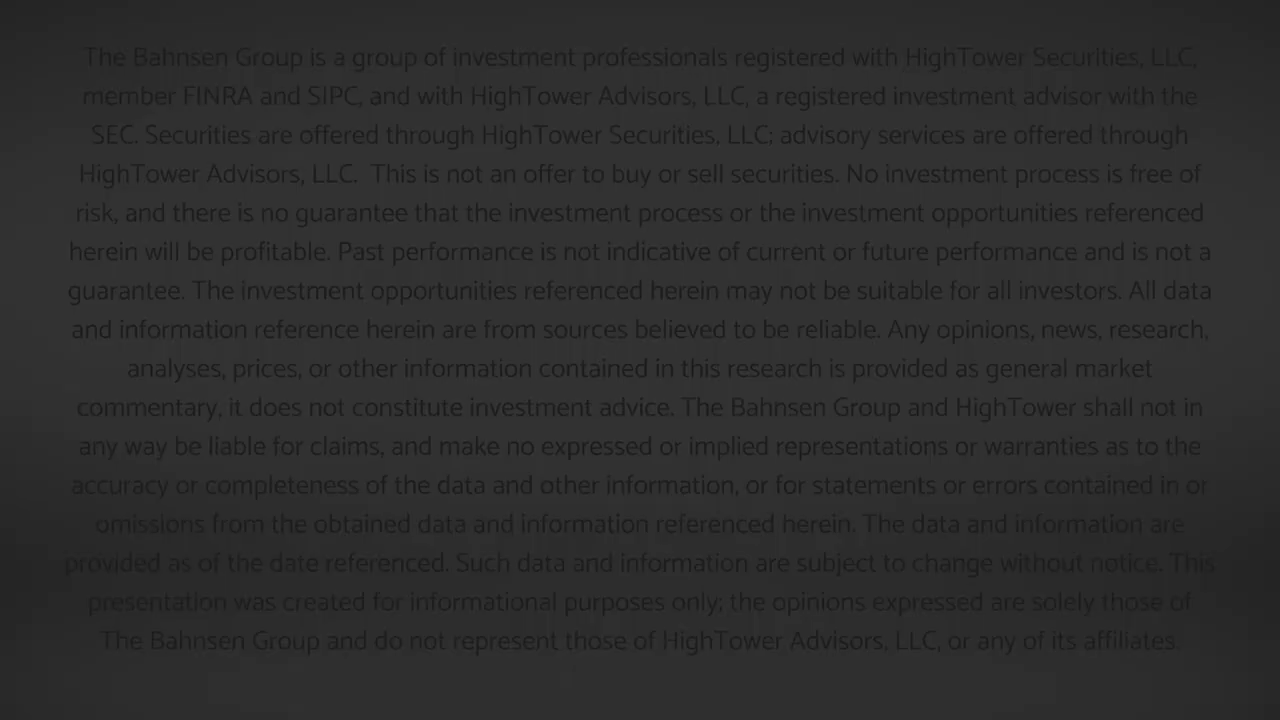 The Bahnsen Group is a group of investment professionals registered with HighTower Securities, LLC,
member FINRA and SIPC, and with HighTower Advisors, LLC, a registered investment advisor with the
SEC. Securities are offered through HighTower Securities, LLC; advisory services are offered through
HighTower Advisors, LLC.  This is not an offer to buy or sell securities. No investment process is free of
risk, and there is no guarantee that the investment process or the investment opportunities referenced
herein will be profitable. Past performance is not indicative of current or future performance and is not a
guarantee. The investment opportunities referenced herein may not be suitable for all investors. All data
and information reference herein are from sources believed to be reliable. Any opinions, news, research,
analyses, prices, or other information contained in this research is provided as general market
commentary, it does not constitute investment advice. The Bahnsen Group and HighTower shall not in
any way be liable for claims, and make no expressed or implied representations or warranties as to the
accuracy or completeness of the data and other information, or for statements or errors contained in or
omissions from the obtained data and information referenced herein. The data and information are
provided as of the date referenced. Such data and information are subject to change without notice. This
presentation was created for informational purposes only; the opinions expressed are solely those of
The Bahnsen Group and do not represent those of HighTower Advisors, LLC, or any of its affiliates.